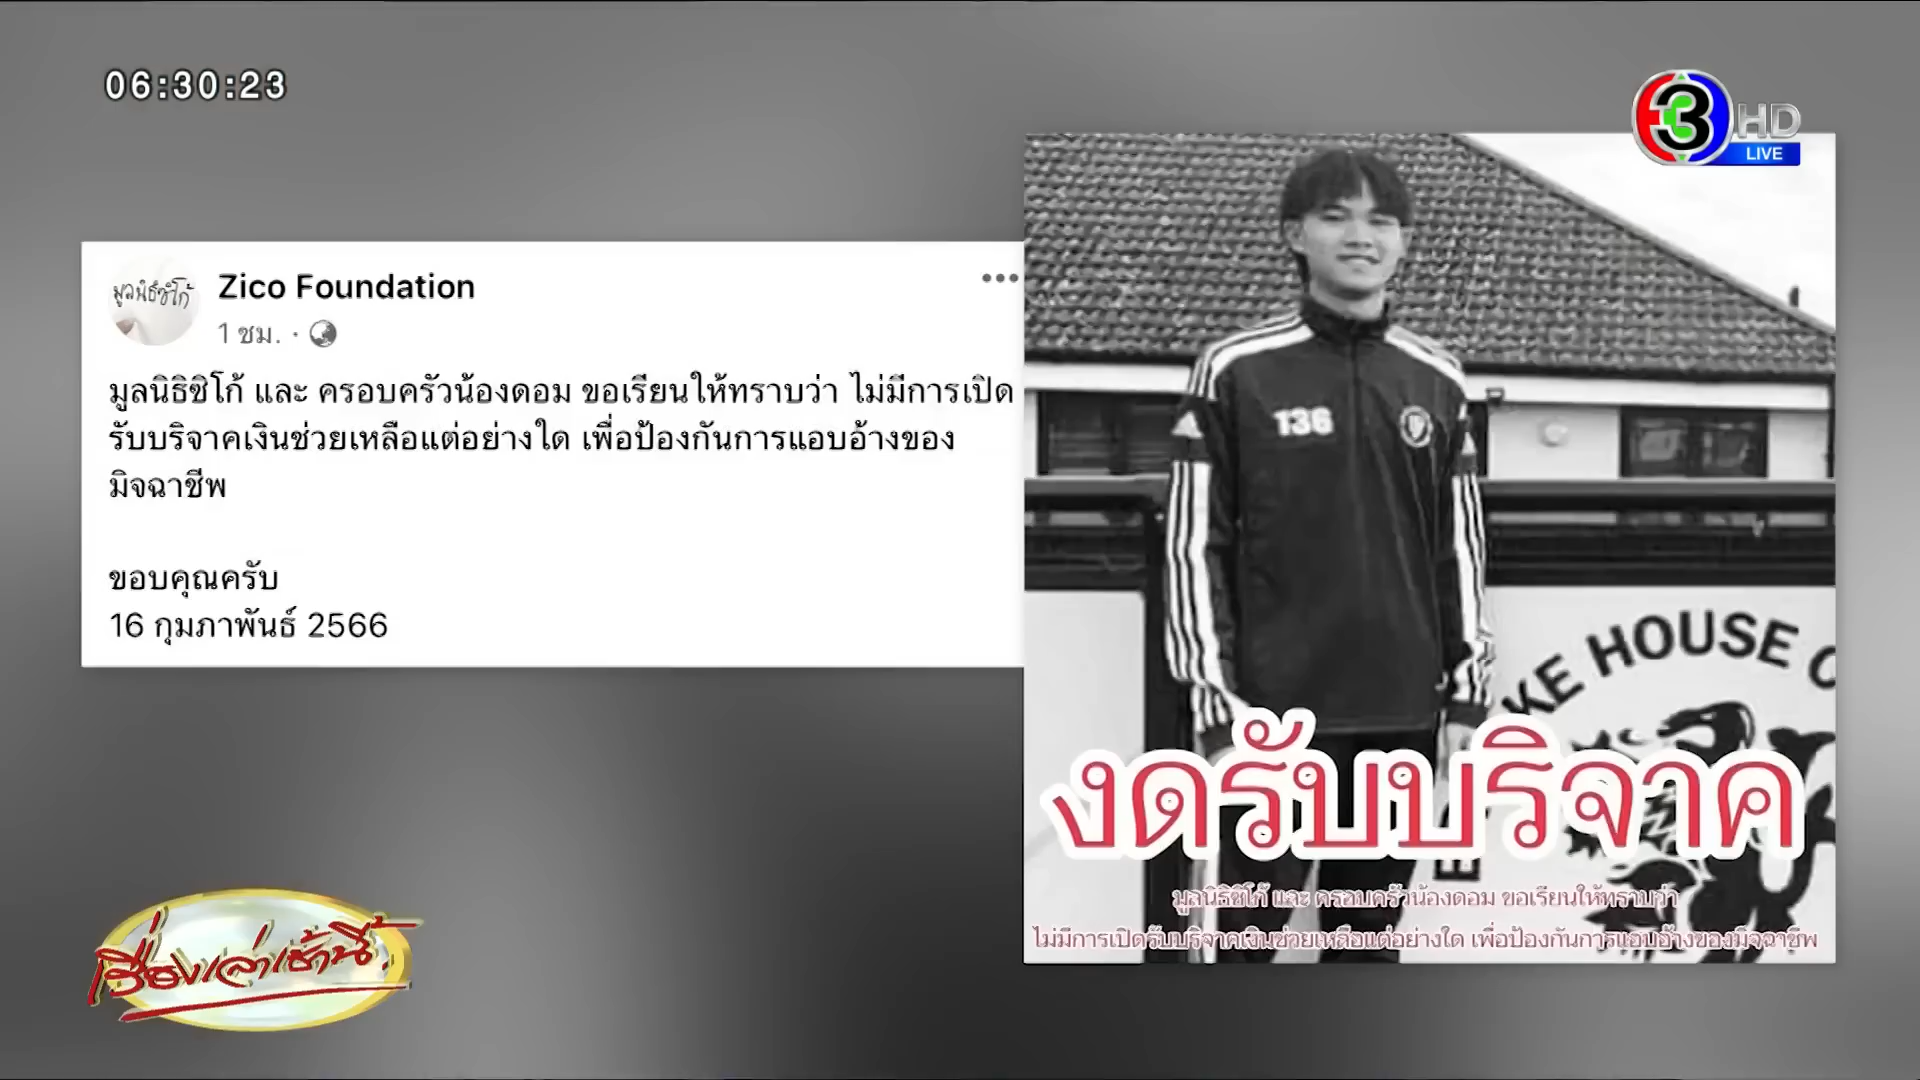 06:30:23
3 HD
LIVE
มูลนิธิซิโก้
Zico Foundation
1 ชม. ·
มูลนิธิซิโก้ และ ครอบครัวน้องดอม ขอเรียนให้ทราบว่า ไม่มีการเปิด
รับบริจาคเงินช่วยเหลือแต่อย่างใด เพื่อป้องกันการแอบอ้างของ
มิจฉาชีพ
ขอบคุณครับ
16 กุมภาพันธ์ 2566
136
KE HOUSE C
งดรับบริจาค
มูลนิธิซิโก้ และ ครอบครัวน้องดอม ขอเรียนให้ทราบว่า
ไม่มีการเปิดรับบริจาคเงินช่วยเหลือแต่อย่างใด เพื่อป้องกันการแอบอ้างของมิจฉาชีพ
เรื่องเล่าเช้านี้